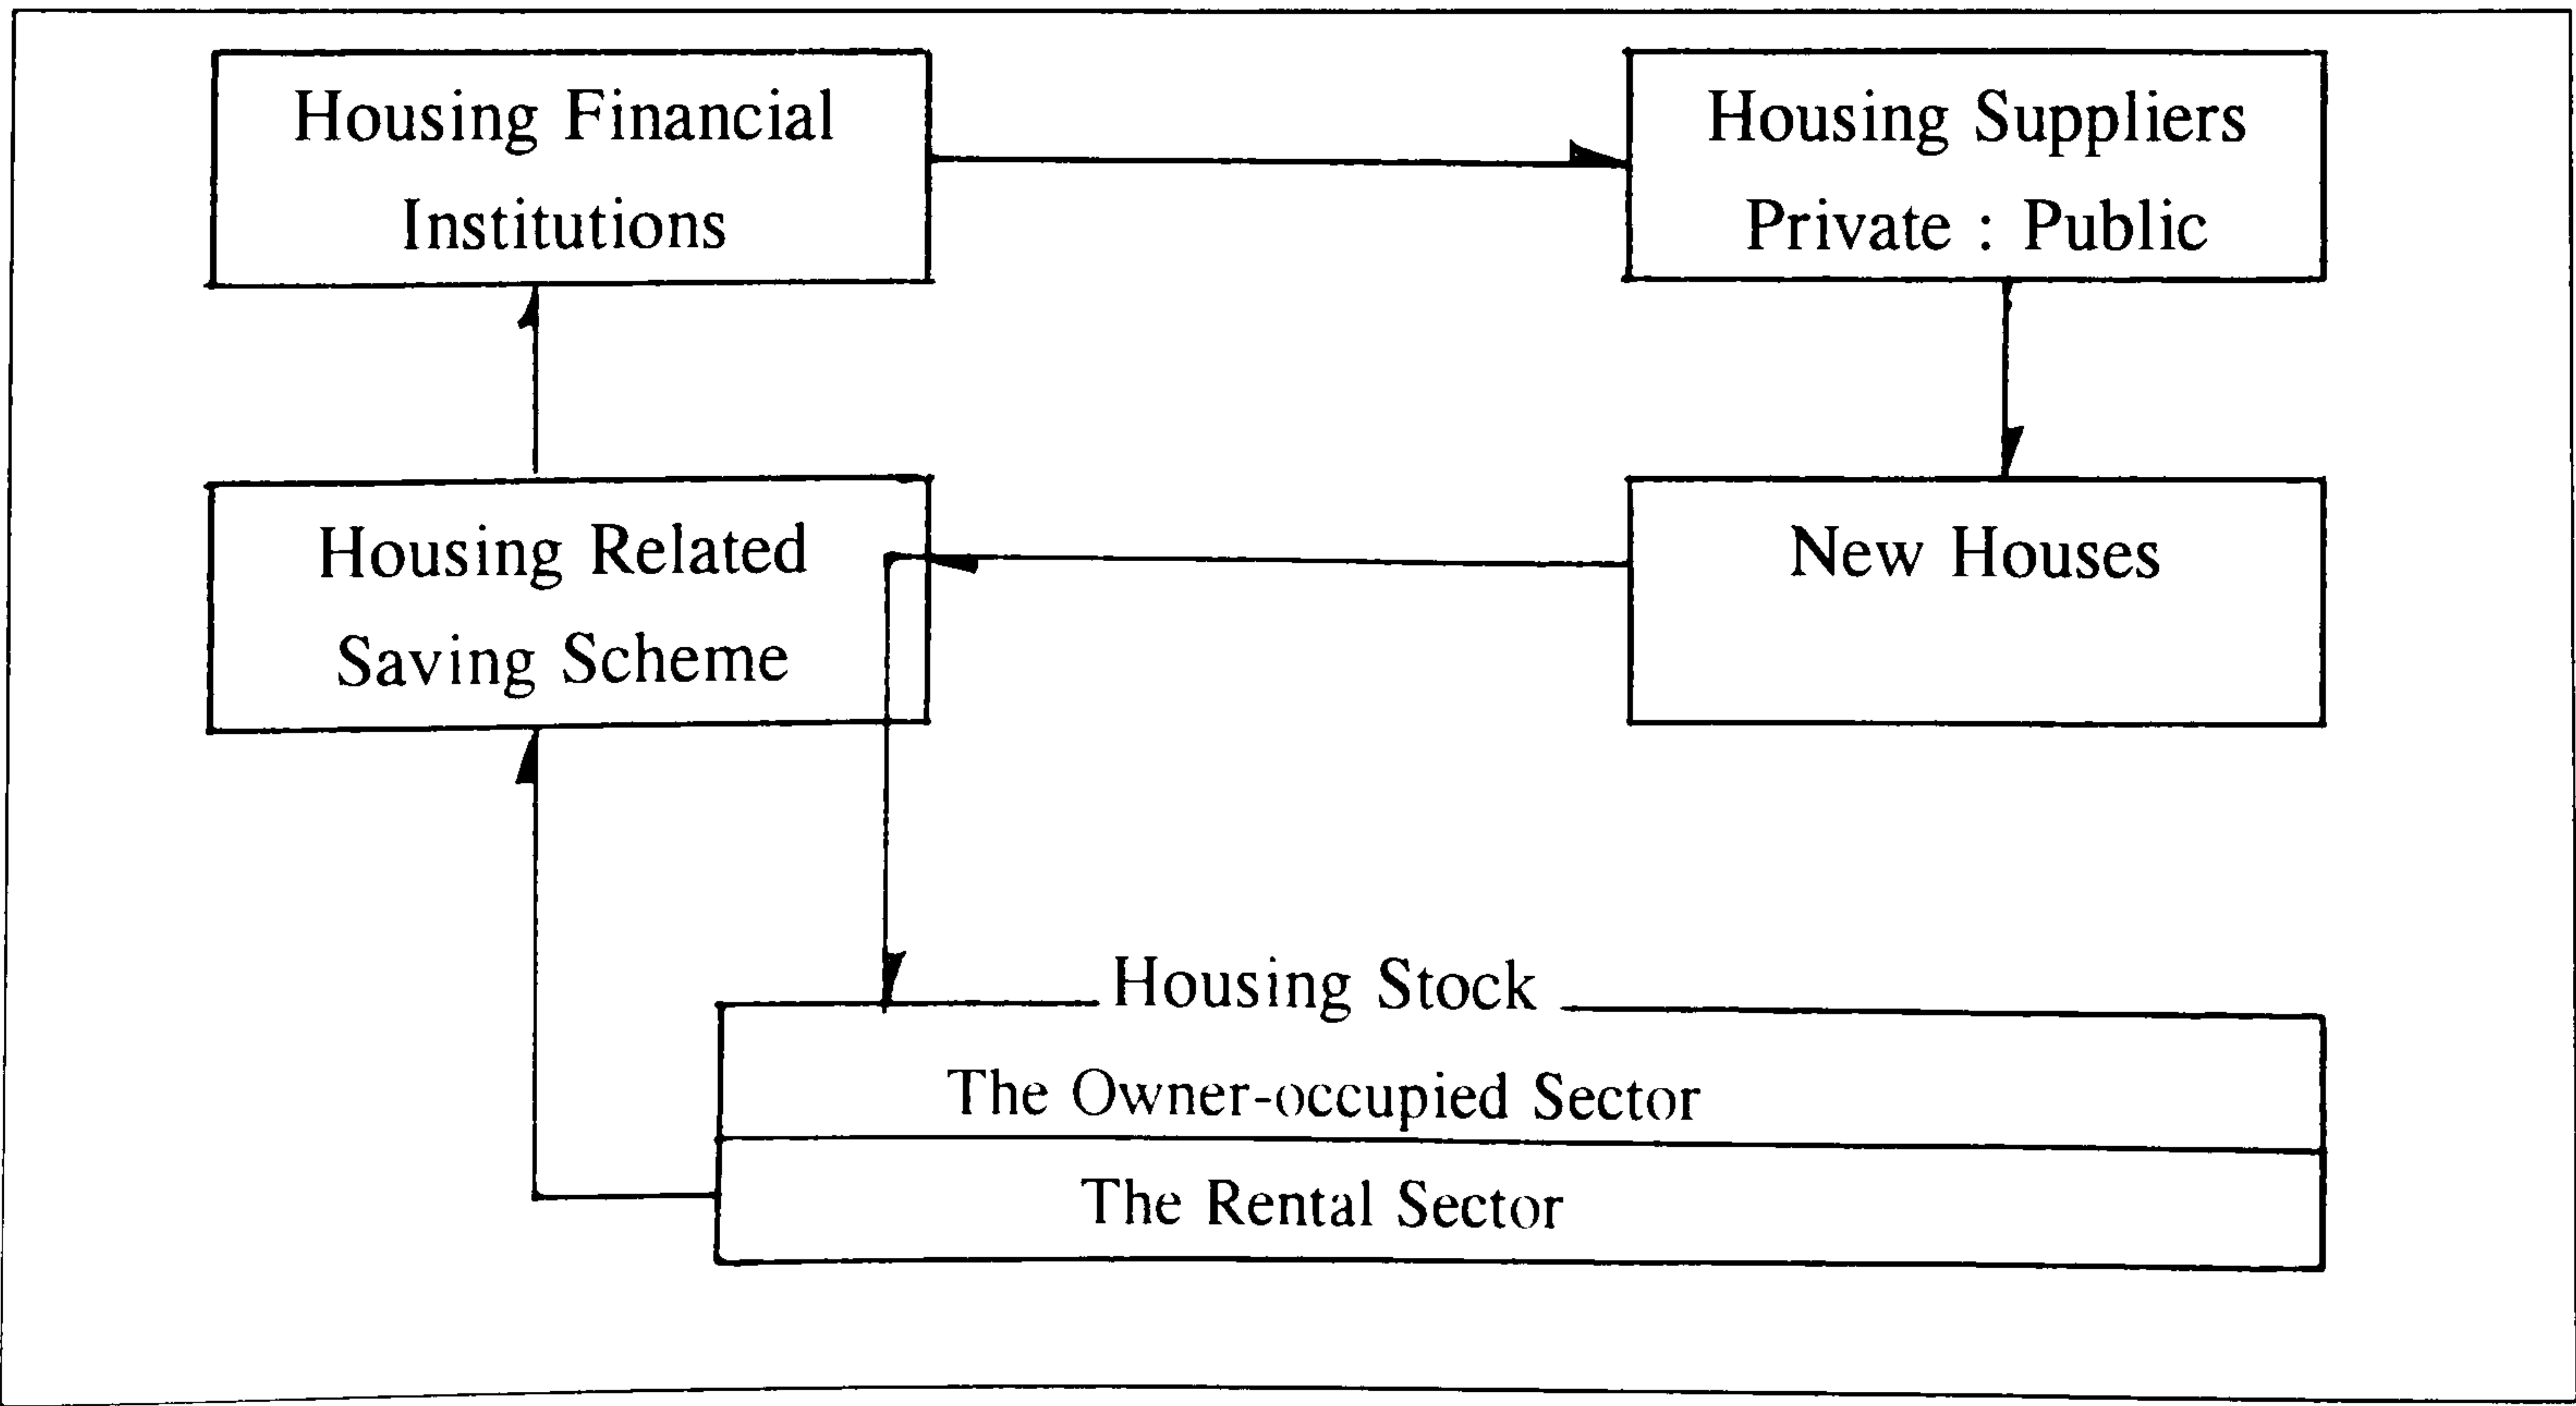 Housing Financial
Institutions
Housing Suppliers
Private : Public
Housing Related
Saving Scheme
New Houses
Housing Stock
The Owner-occupied Sector
The Rental Sector